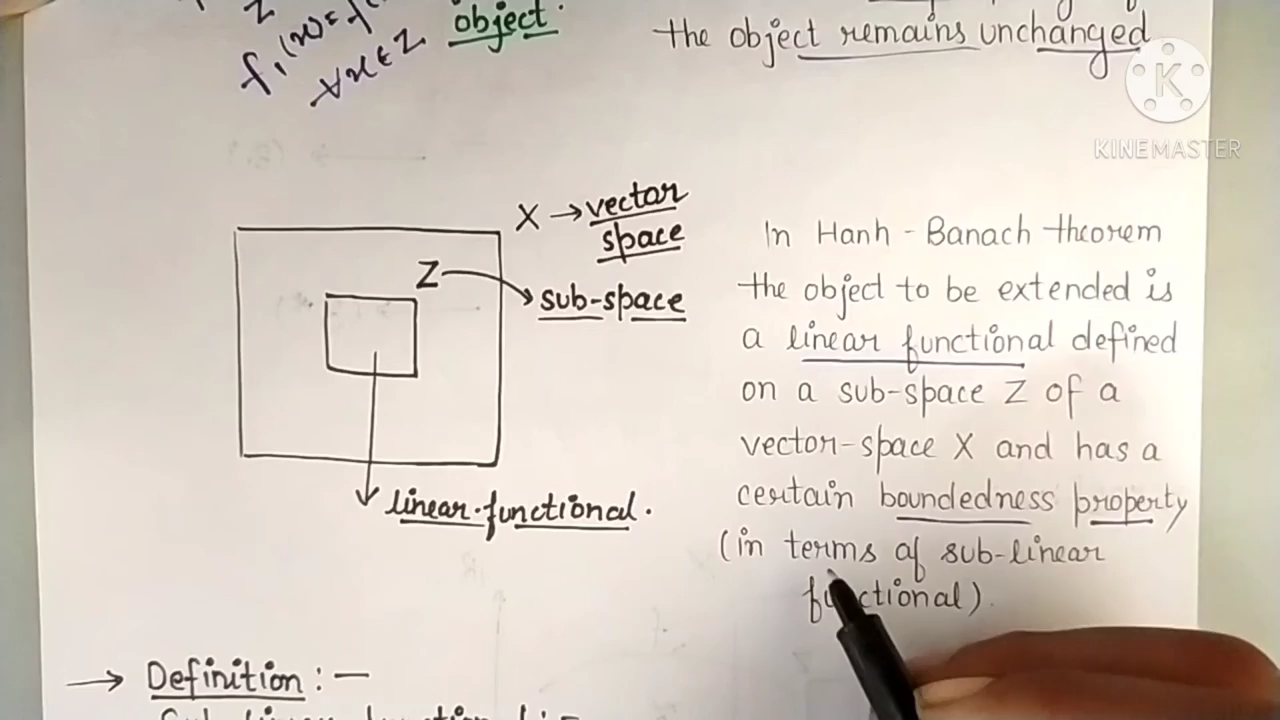 object.
the object remains unchanged
f₁(x)= f
∀x∈Z
K
KINEMASTER
X → vector
space
Z
sub-space
linear functional.
In Hanh - Banach theorem
the object to be extended is
a linear functional defined
on a sub-space Z of a
vector-space X and has a
certain boundedness property
(in terms of sub-linear
functional).
→ Definition : —